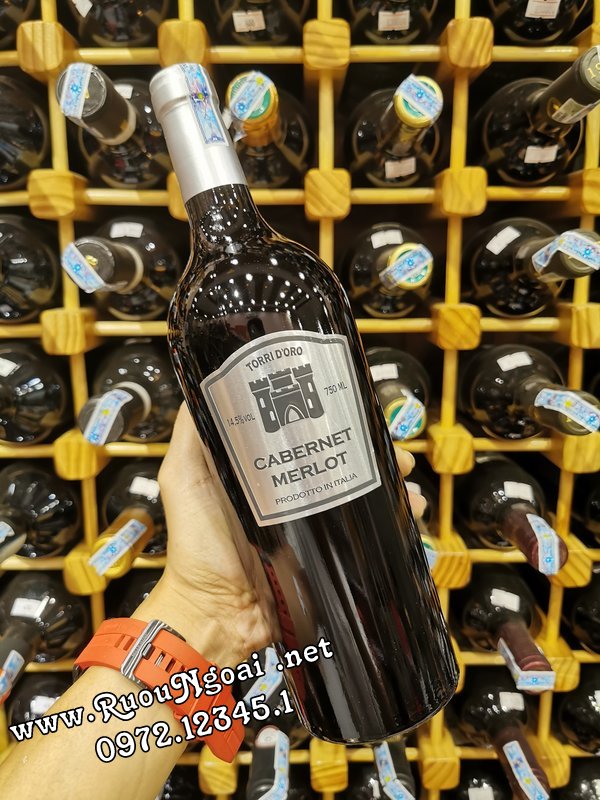 TORRI D'ORO
14,5%VOL
750 ML
CABERNET
MERLOT
PRODOTTO IN ITALIA
www.RuouNgoai.net
0972.12345.1